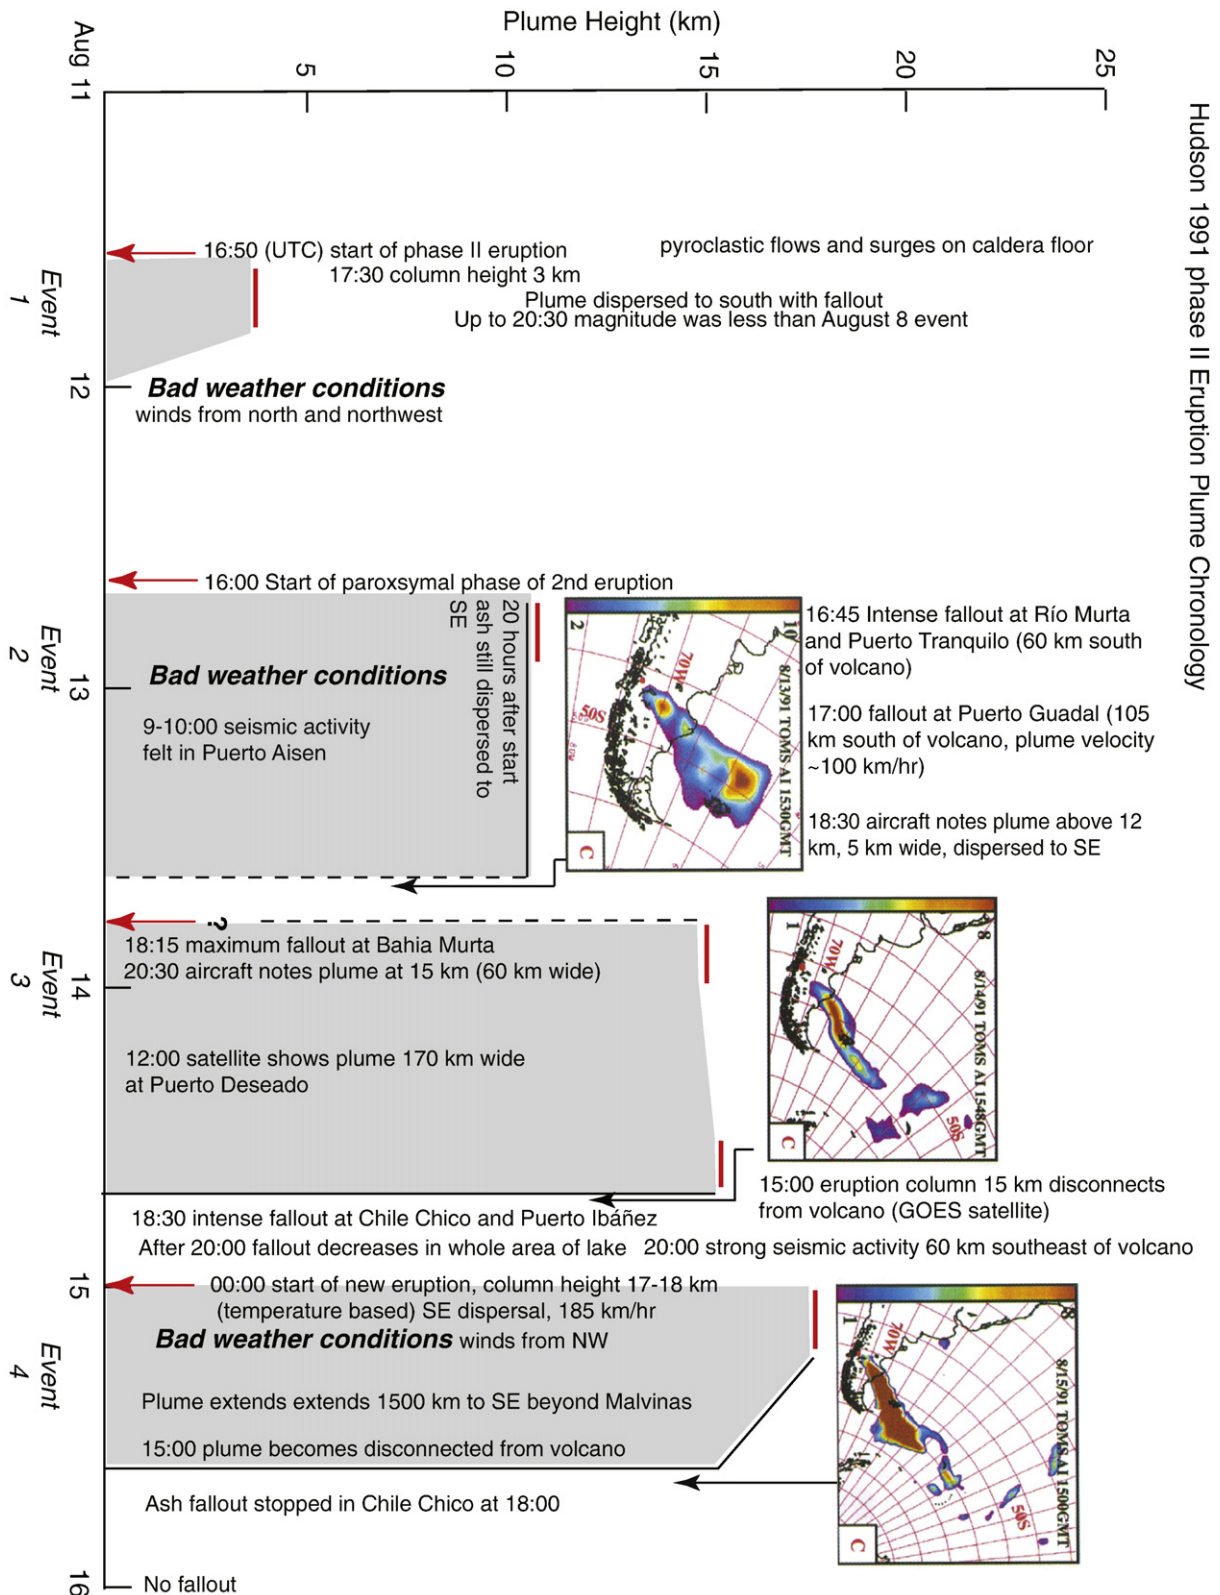 Plume Height (km)
Aug 11
5
10
15
20
25
Hudson 1991 phase II Eruption Plume Chronology
16:50 (UTC) start of phase II eruption
17:30 column height 3 km
pyroclastic flows and surges on caldera floor
Plume dispersed to south with fallout
Up to 20:30 magnitude was less than August 8 event
Event
1
12
Bad weather conditions
winds from north and northwest
16:00 Start of paroxsymal phase of 2nd eruption
20 hours after start
ash still dispersed to
SE
Event
2
13
Bad weather conditions
9-10:00 seismic activity
felt in Puerto Aisen
2
10
70W
50S
8/13/91 TOMS AI 1530GMT
C
16:45 Intense fallout at Río Murta
and Puerto Tranquilo (60 km south
of volcano)
17:00 fallout at Puerto Guadal (105
km south of volcano, plume velocity
~100 km/hr)
18:30 aircraft notes plume above 12
km, 5 km wide, dispersed to SE
?
18:15 maximum fallout at Bahia Murta
20:30 aircraft notes plume at 15 km (60 km wide)
Event
3
14
12:00 satellite shows plume 170 km wide
at Puerto Deseado
1
8
70W
50S
8/14/91 TOMS AI 1548GMT
C
15:00 eruption column 15 km disconnects
from volcano (GOES satellite)
18:30 intense fallout at Chile Chico and Puerto Ibáñez
After 20:00 fallout decreases in whole area of lake
20:00 strong seismic activity 60 km southeast of volcano
15
00:00 start of new eruption, column height 17-18 km
(temperature based) SE dispersal, 185 km/hr
Bad weather conditions winds from NW
Event
4
Plume extends extends 1500 km to SE beyond Malvinas
15:00 plume becomes disconnected from volcano
1
8
70W
50S
8/15/91 TOMS AI 1500GMT
C
Ash fallout stopped in Chile Chico at 18:00
16
No fallout